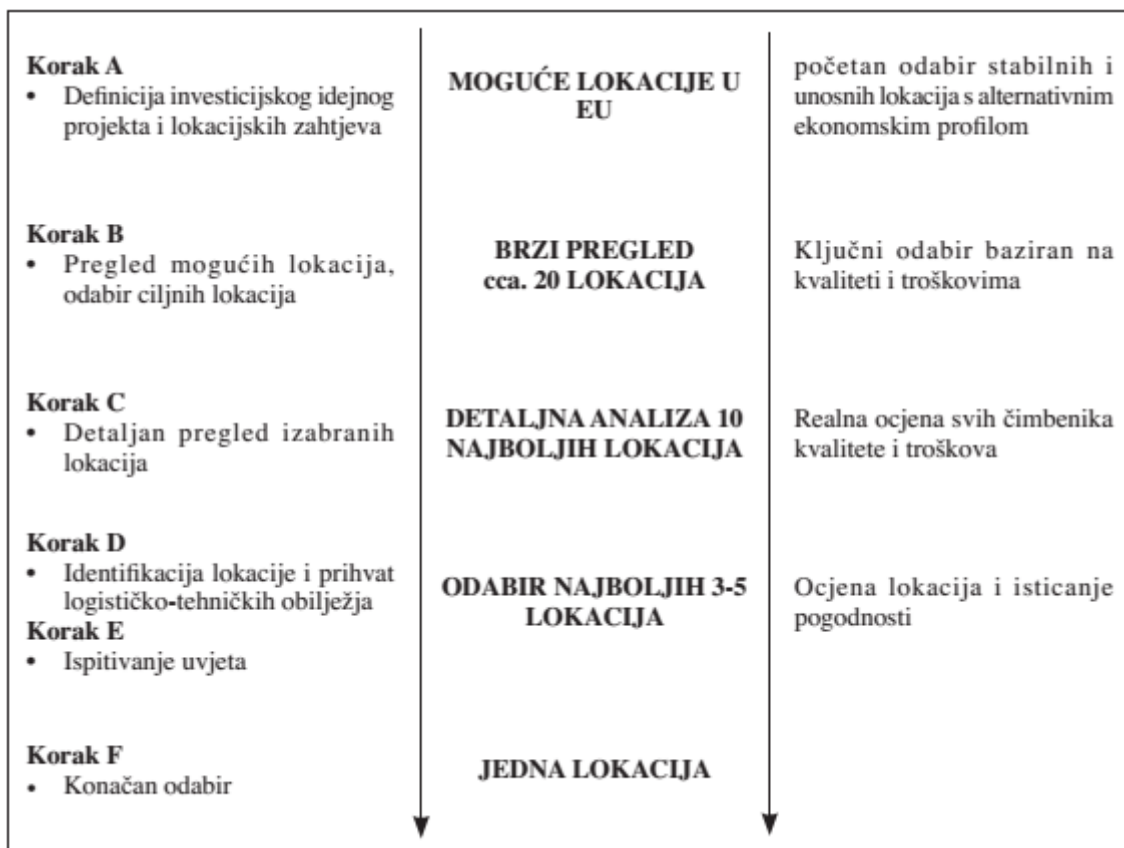 Korak A
• Definicija investicijskog idejnog
projekta i lokacijskih zahtjeva
MOGUĆE LOKACIJE U
EU
početan odabir stabilnih i
unosnih lokacija s alternativnim
ekonomskim profilom
Korak B
• Pregled mogućih lokacija,
odabir ciljnih lokacija
BRZI PREGLED
cca. 20 LOKACIJA
Ključni odabir baziran na
kvaliteti i troškovima
Korak C
• Detaljan pregled izabranih
lokacija
DETALJNA ANALIZA 10
NAJBOLJIH LOKACIJA
Realna ocjena svih čimbenika
kvalitete i troškova
Korak D
• Identifikacija lokacije i prihvat
logističko-tehničkih obilježja
ODABIR NAJBOLJIH 3-5
LOKACIJA
Ocjena lokacija i isticanje
pogodnosti
Korak E
• Ispitivanje uvjeta
Korak F
• Konačan odabir
JEDNA LOKACIJA